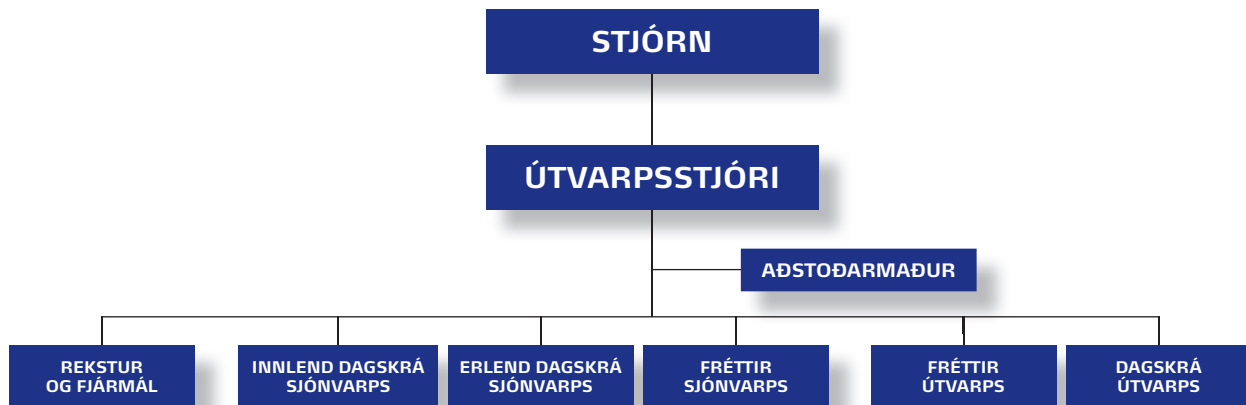 STJÓRN
ÚTVARPSSTJÓRI
AÐSTOÐARMAÐUR
REKSTUR
OG FJÁRMÁL
INNLEND DAGSKRÁ
SJÓNVARPS
ERLEND DAGSKRÁ
SJÓNVARPS
FRÉTTIR
SJÓNVARPS
FRÉTTIR
ÚTVARPS
DAGSKRÁ
ÚTVARPS